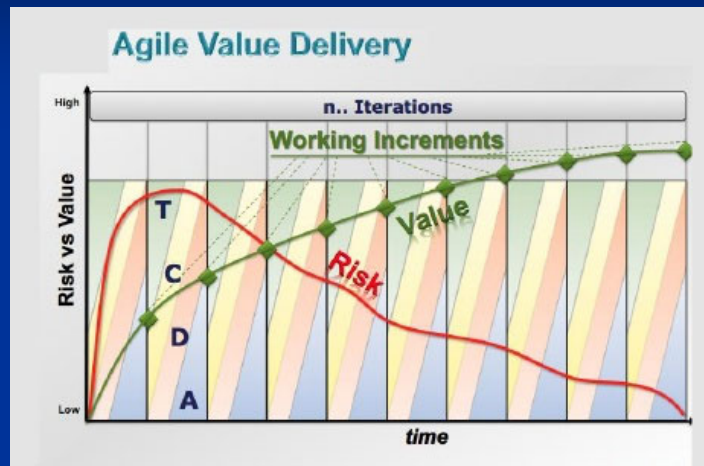 Agile Value Delivery
High
n.. Iterations
Working Increments
T
Value
Risk vs Value
C
Risk
D
A
Low
time